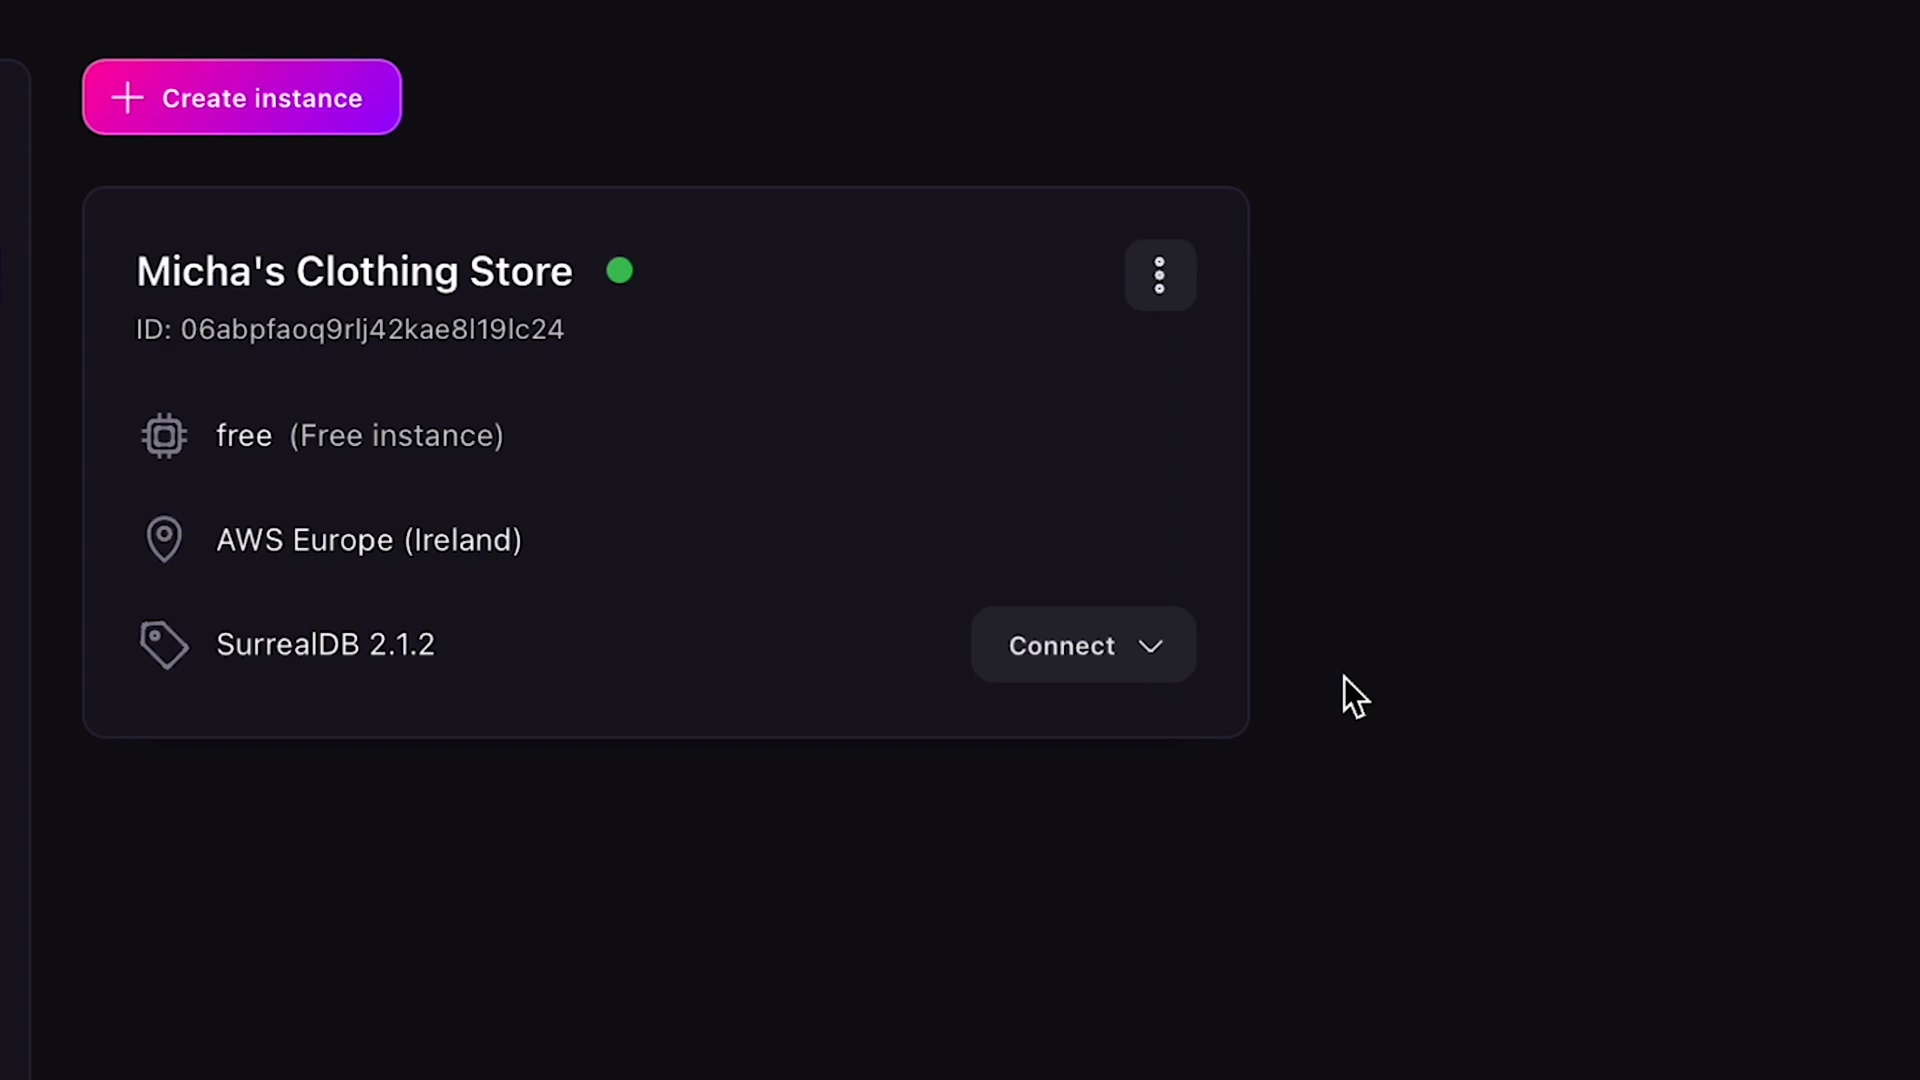 Create instance
Micha's Clothing Store
ID: 06abpfaoq9rlj42kae8l19lc24
free (Free instance)
AWS Europe (Ireland)
SurrealDB 2.1.2
Connect